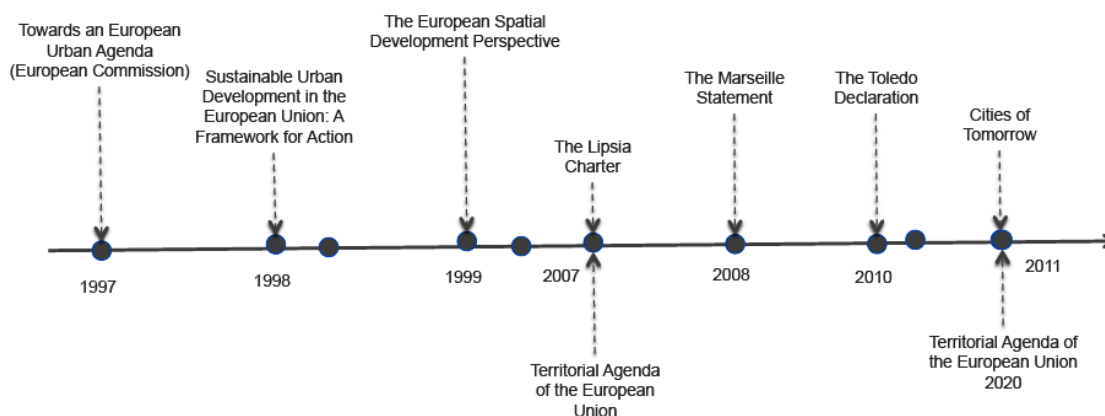 Towards an European
Urban Agenda
(European Commission)
Sustainable Urban
Development in the
European Union: A
Framework for Action
The European Spatial
Development Perspective
The Lipsia
Charter
The Marseille
Statement
The Toledo
Declaration
Cities of
Tomorrow
1997
1998
1999
2007
2008
2010
2011
Territorial Agenda
of the European
Union
Territorial Agenda of
the European Union
2020